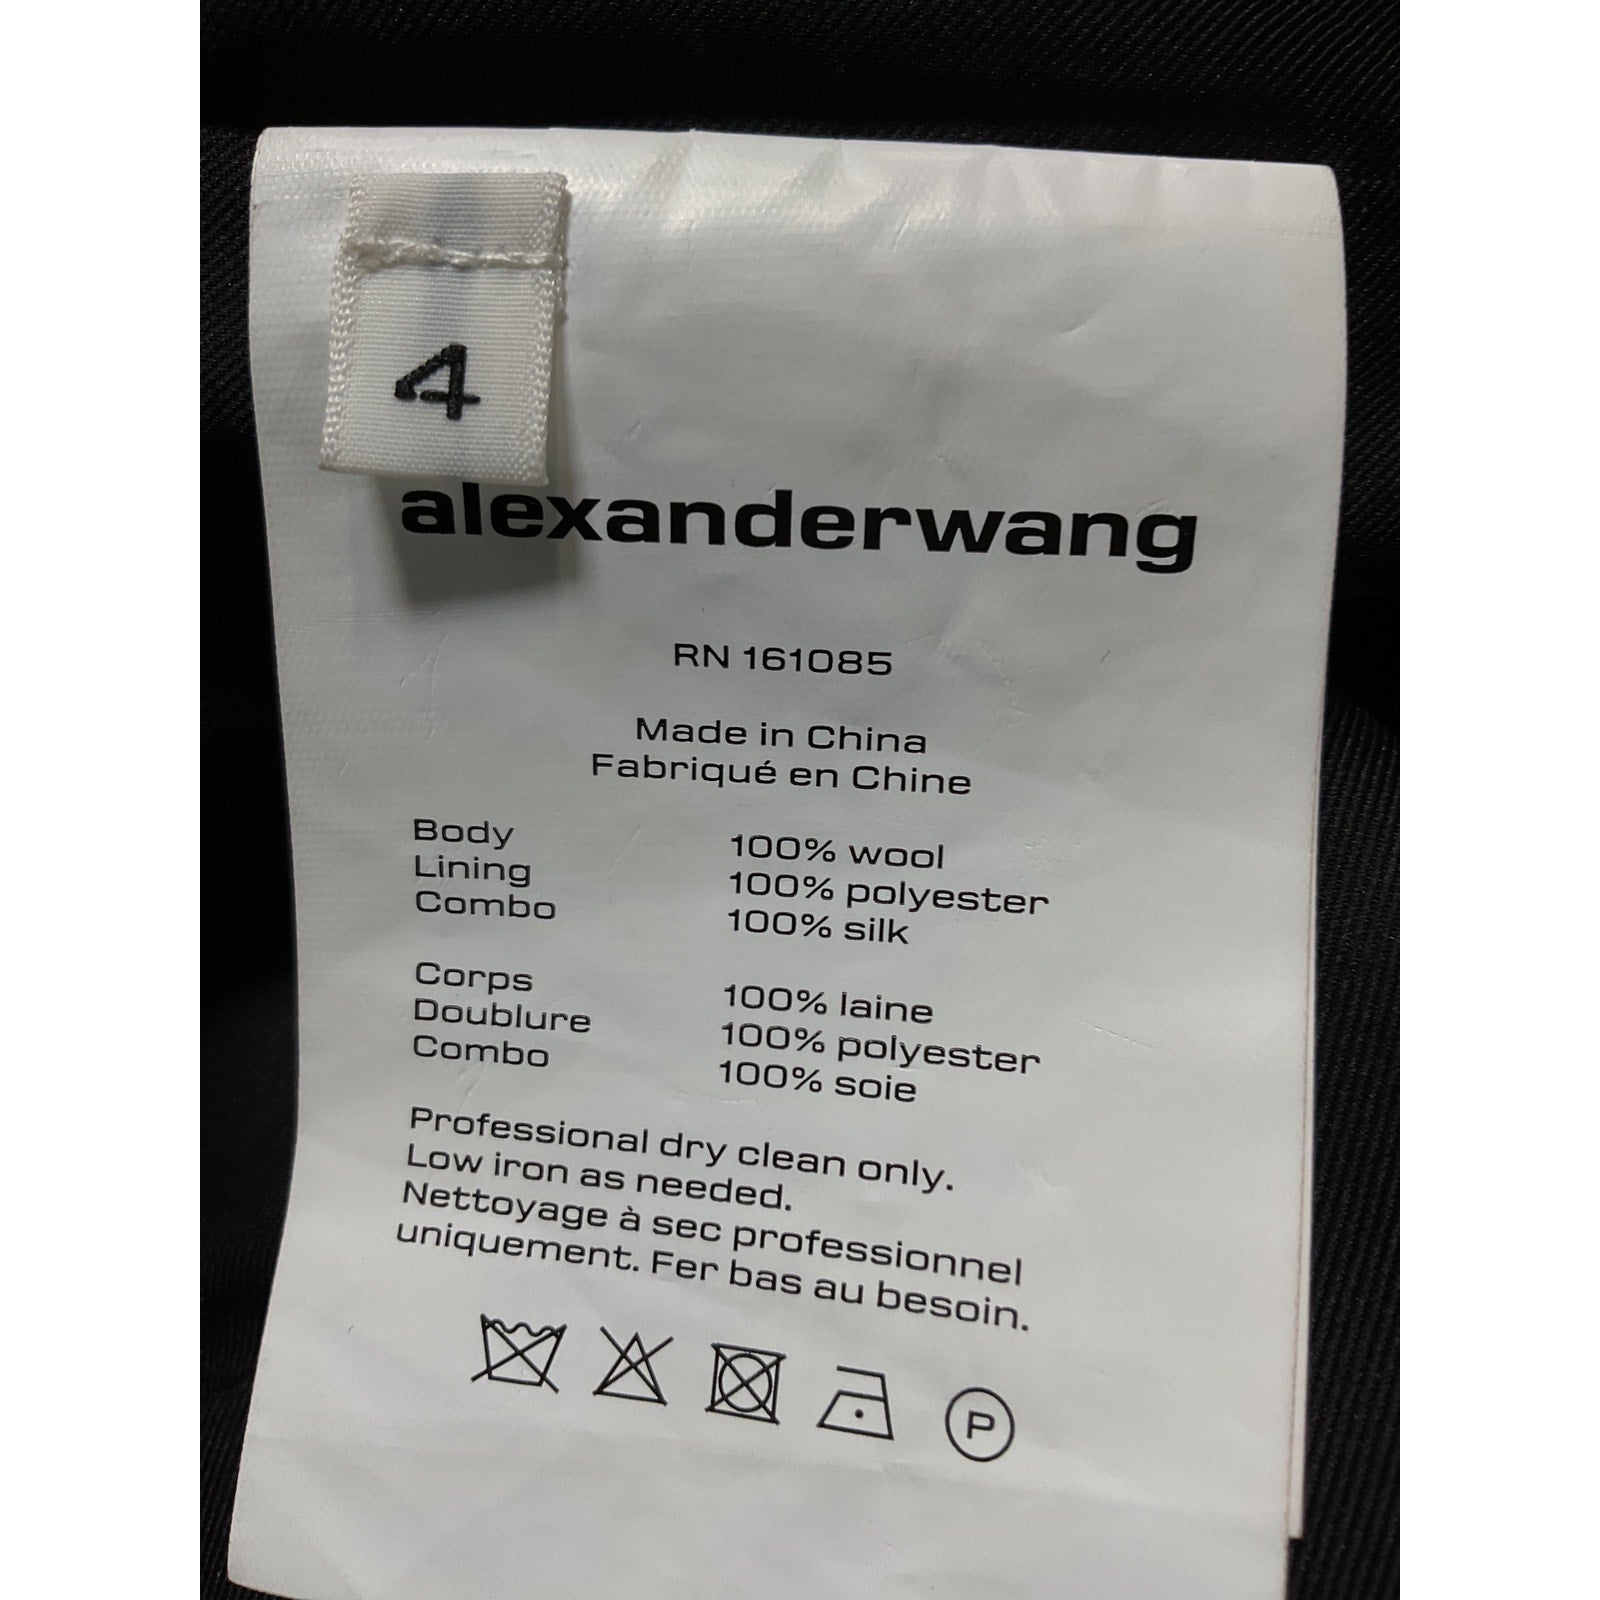 4
alexanderwang
RN 161085
Made in China
Fabriqué en Chine
Body 100% wool
Lining 100% polyester
Combo 100% silk
Corps 100% laine
Doublure 100% polyester
Combo 100% soie
Professional dry clean only.
Low iron as needed.
Nettoyage à sec professionnel
uniquement. Fer bas au besoin.
P